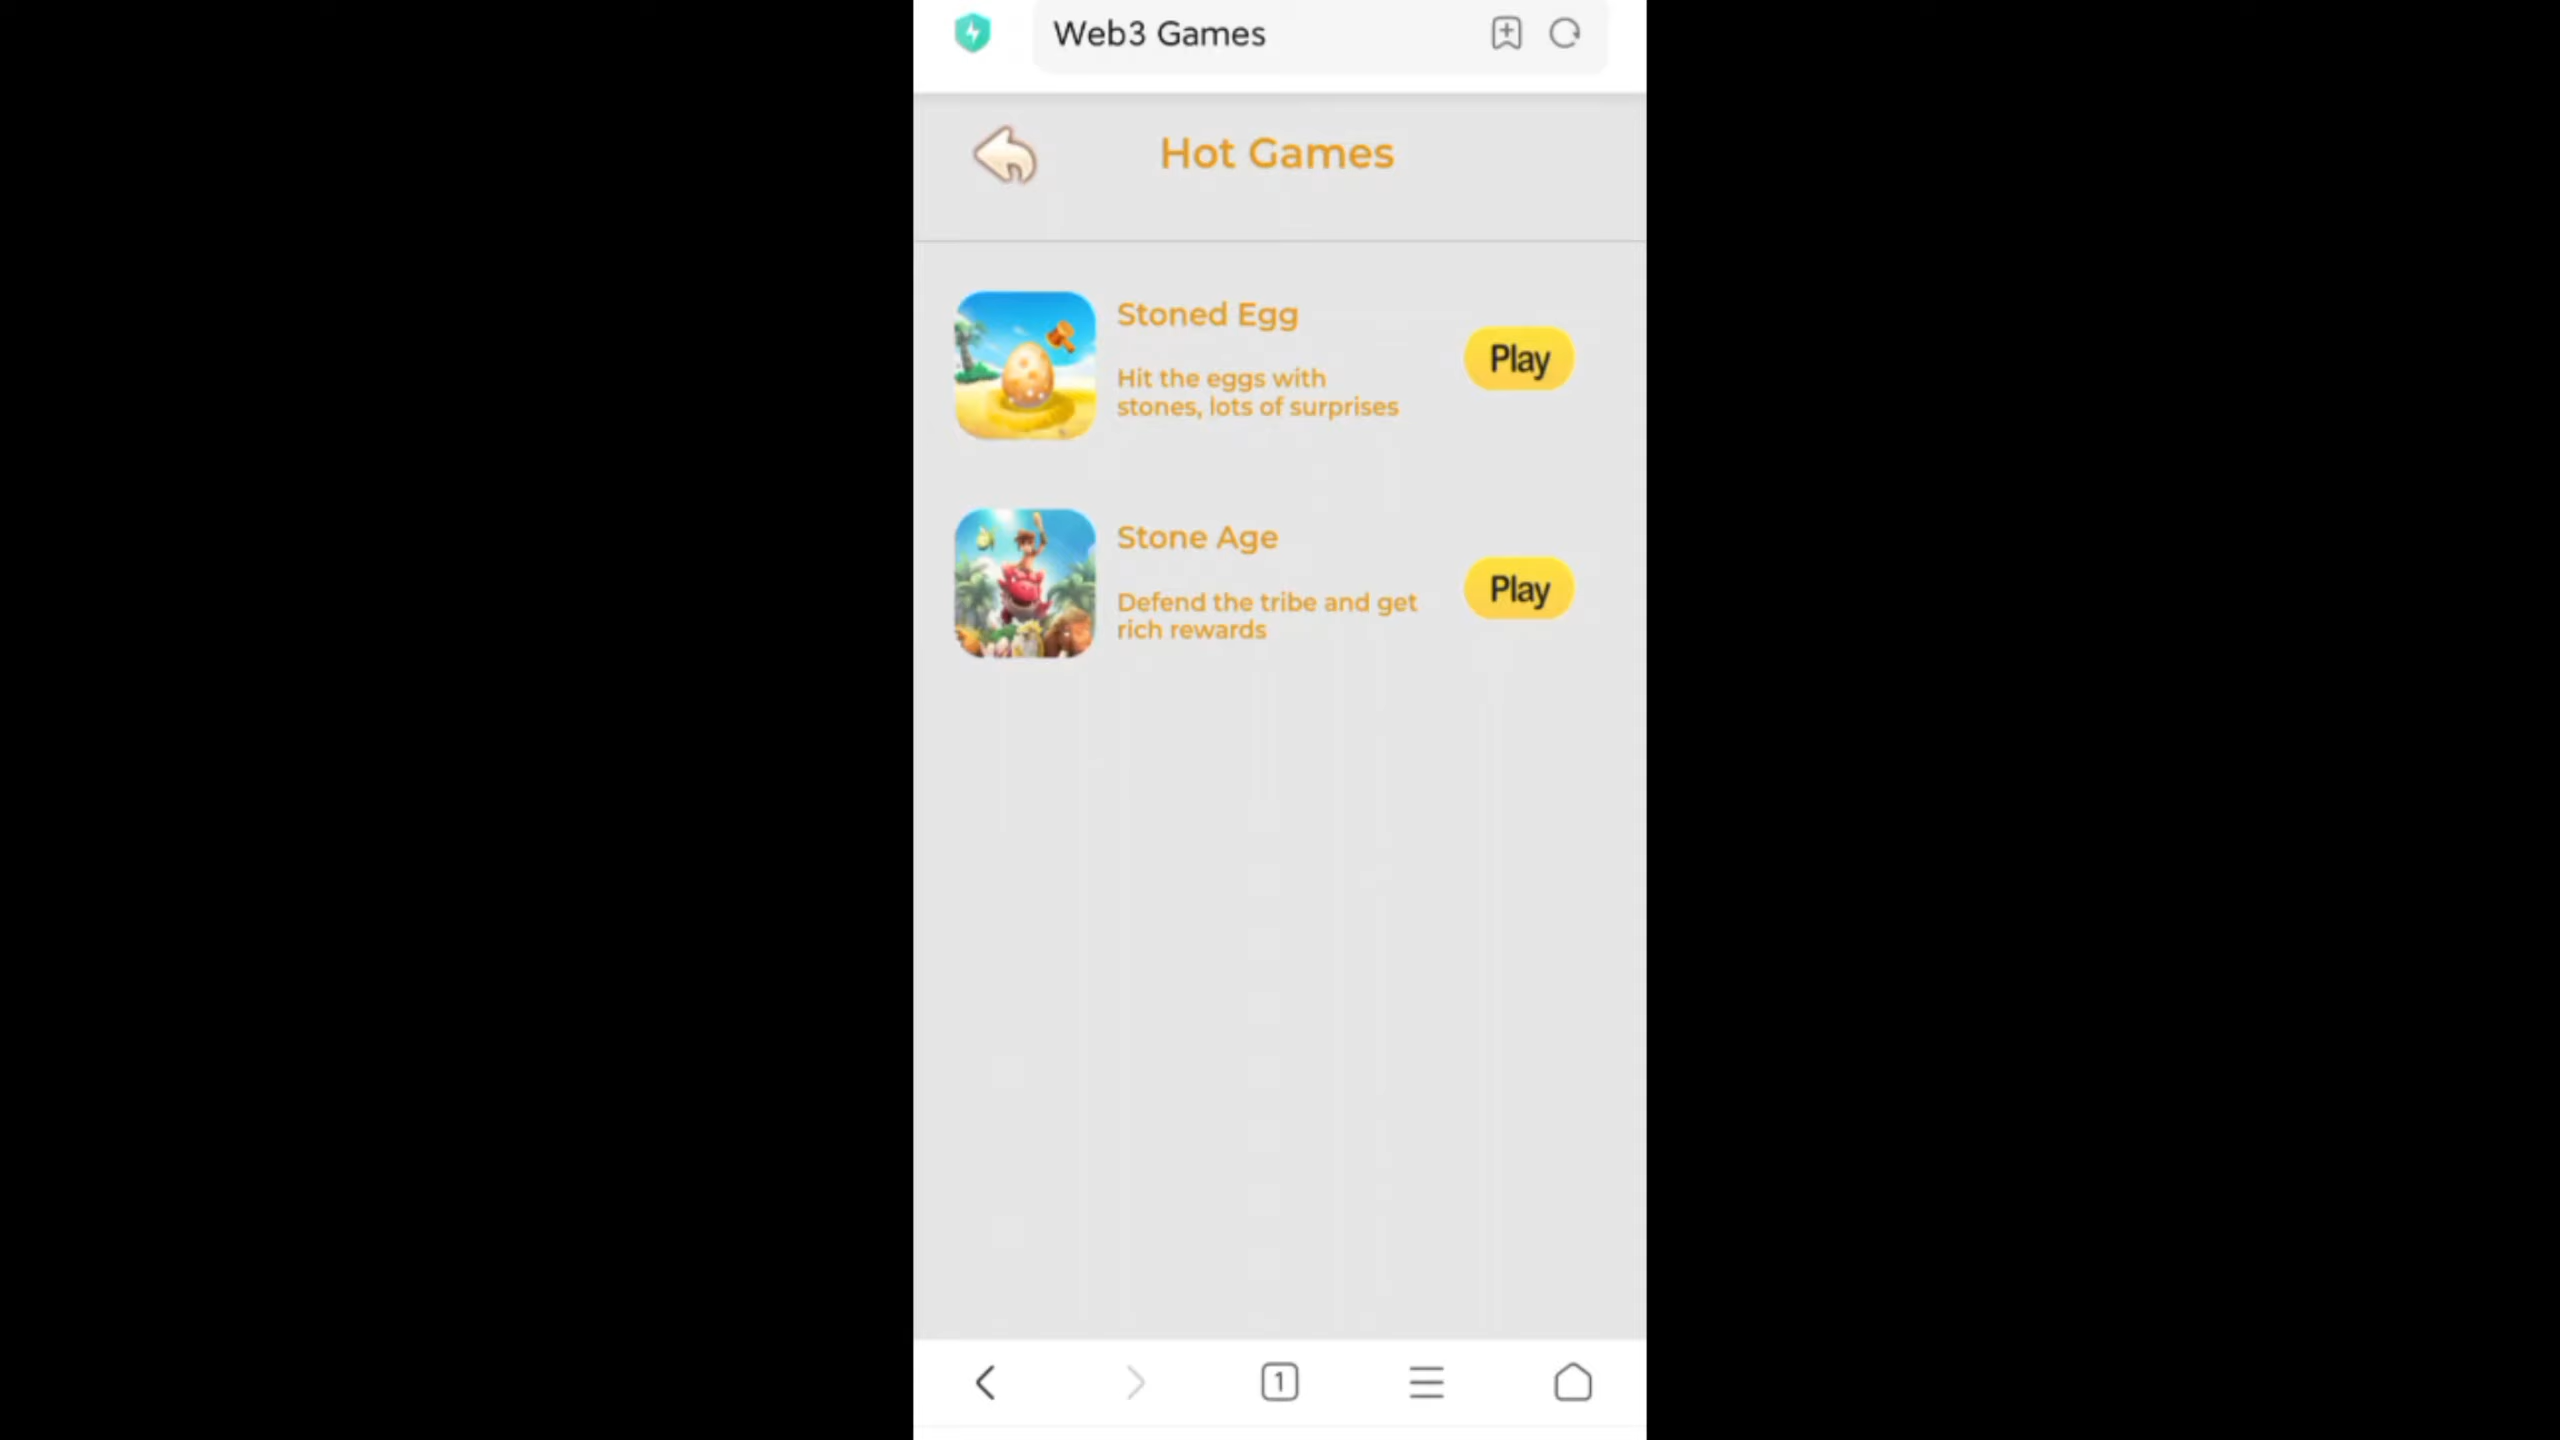 Web3 Games
Hot Games
Stoned Egg
Hit the eggs with
stones, lots of surprises
Play
Stone Age
Defend the tribe and get
rich rewards
Play
1